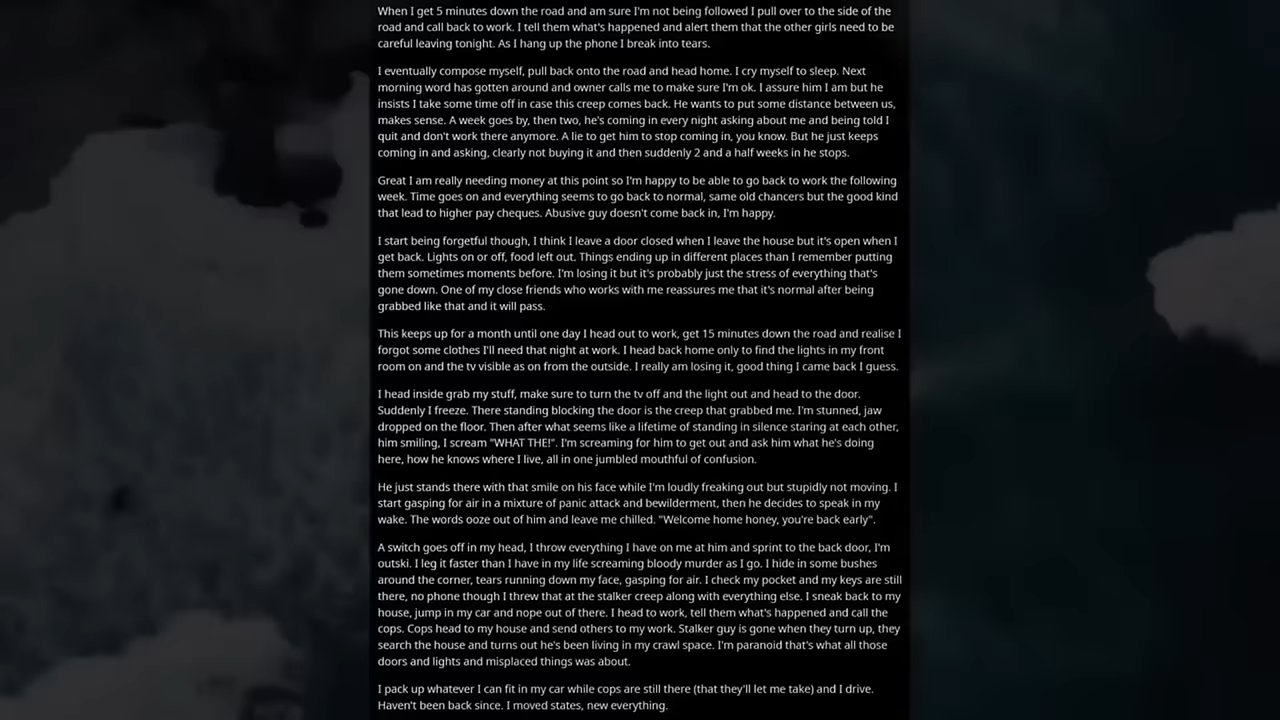 When I get 5 minutes down the road and am sure I'm not being followed I pull over to the side of the
road and call back to work. I tell them what's happened and alert them that the other girls need to be
careful leaving tonight. As I hang up the phone I break into tears.
I eventually compose myself, pull back onto the road and head home. I cry myself to sleep. Next
morning word has gotten around and owner calls me to make sure I'm ok. I assure him I am but he
insists I take some time off in case this creep comes back. He wants to put some distance between us,
makes sense. A week goes by, then two, he's coming in every night asking about me and being told I
quit and don't work there anymore. A lie to get him to stop coming in, you know. But he just keeps
coming in and asking, clearly not buying it and then suddenly 2 and a half weeks in he stops.
Great I am really needing money at this point so I'm happy to be able to go back to work the following
week. Time goes on and everything seems to go back to normal, same old chancers but the good kind
that lead to higher pay cheques. Abusive guy doesn't come back in, I'm happy.
I start being forgetful though, I think I leave a door closed when I leave the house but it's open when I
get back. Lights on or off, food left out. Things ending up in different places than I remember putting
them sometimes moments before. I'm losing it but it's probably just the stress of everything that's
gone down. One of my close friends who works with me reassures me that it's normal after being
grabbed like that and it will pass.
This keeps up for a month until one day I head out to work, get 15 minutes down the road and realise I
forgot some clothes I'll need that night at work. I head back home only to find the lights in my front
room on and the tv visible as on from the outside. I really am losing it, good thing I came back I guess.
I head inside grab my stuff, make sure to turn the tv off and the light out and head to the door.
Suddenly I freeze. There standing blocking the door is the creep that grabbed me. I'm stunned, jaw
dropped on the floor. Then after what seems like a lifetime of standing in silence staring at each other,
him smiling, I scream "WHAT THE!". I'm screaming for him to get out and ask him what he's doing
here, how he knows where I live, all in one jumbled mouthful of confusion.
He just stands there with that smile on his face while I'm loudly freaking out but stupidly not moving. I
start gasping for air in a mixture of panic attack and bewilderment, then he decides to speak in my
wake. The words ooze out of him and leave me chilled. "Welcome home honey, you're back early".
A switch goes off in my head, I throw everything I have on me at him and sprint to the back door, I'm
outski. I leg it faster than I have in my life screaming bloody murder as I go. I hide in some bushes
around the corner, tears running down my face, gasping for air. I check my pocket and my keys are still
there, no phone though I threw that at the stalker creep along with everything else. I sneak back to my
house, jump in my car and nope out of there. I head to work, tell them what's happened and call the
cops. Cops head to my house and send others to my work. Stalker guy is gone when they turn up, they
search the house and turns out he's been living in my crawl space. I'm paranoid that's what all those
doors and lights and misplaced things was about.
I pack up whatever I can fit in my car while cops are still there (that they'll let me take) and I drive.
Haven't been back since. I moved states, new everything.